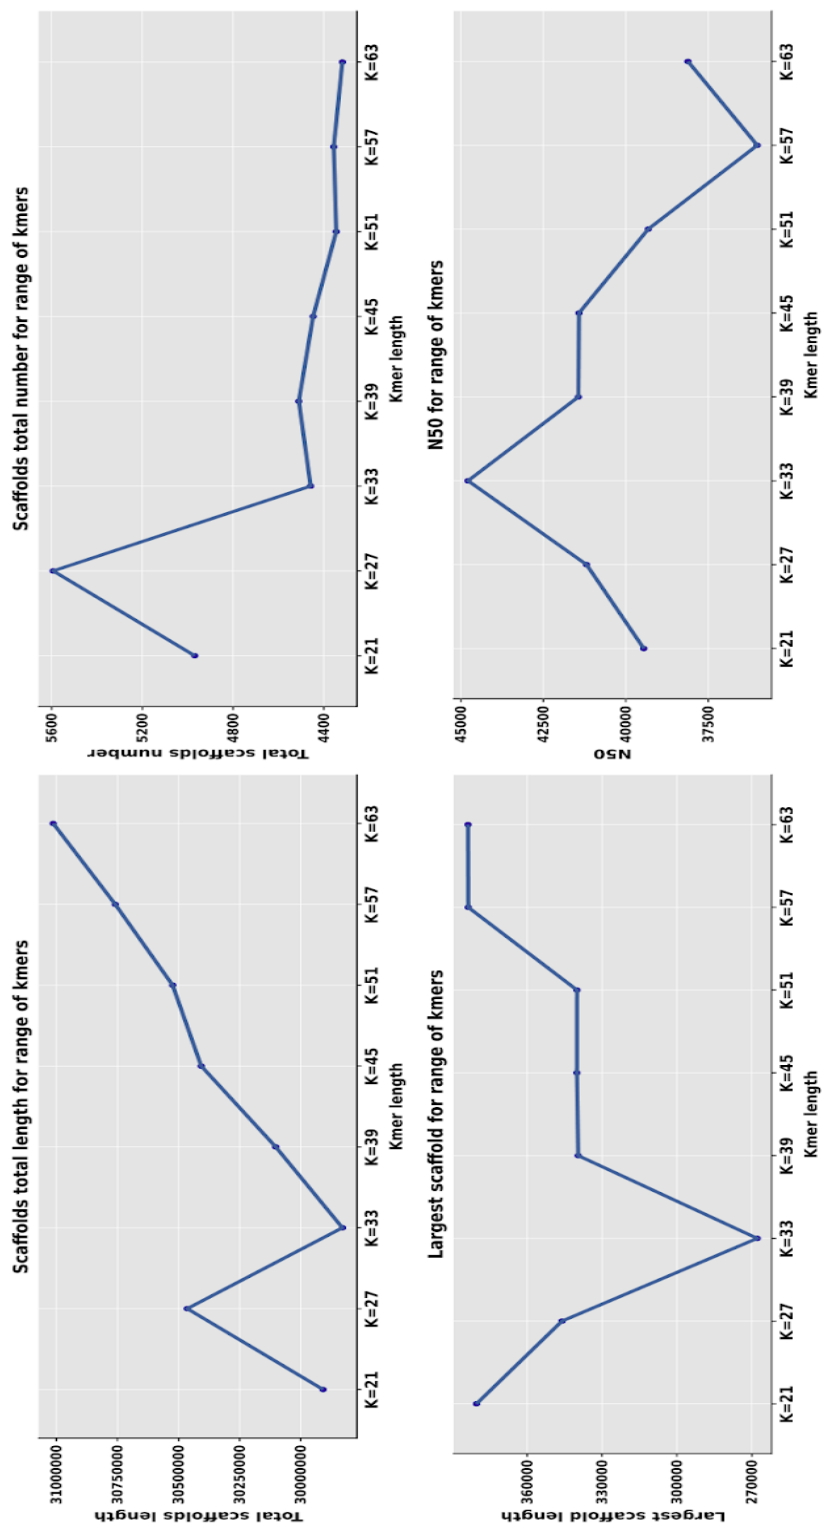 Scaffolds total length for range of kmers
Total scaffolds length
31000000
30750000
30500000
30250000
30000000
K=21
K=27
K=33
K=39
K=45
K=51
K=57
K=63
Kmer length
Scaffolds total number for range of kmers
Total scaffolds number
5600
5200
4800
4400
K=21
K=27
K=33
K=39
K=45
K=51
K=57
K=63
Kmer length
Largest scaffold for range of kmers
Largest scaffold length
360000
330000
300000
270000
K=21
K=27
K=33
K=39
K=45
K=51
K=57
K=63
Kmer length
N50 for range of kmers
N50
45000
42500
40000
37500
K=21
K=27
K=33
K=39
K=45
K=51
K=57
K=63
Kmer length